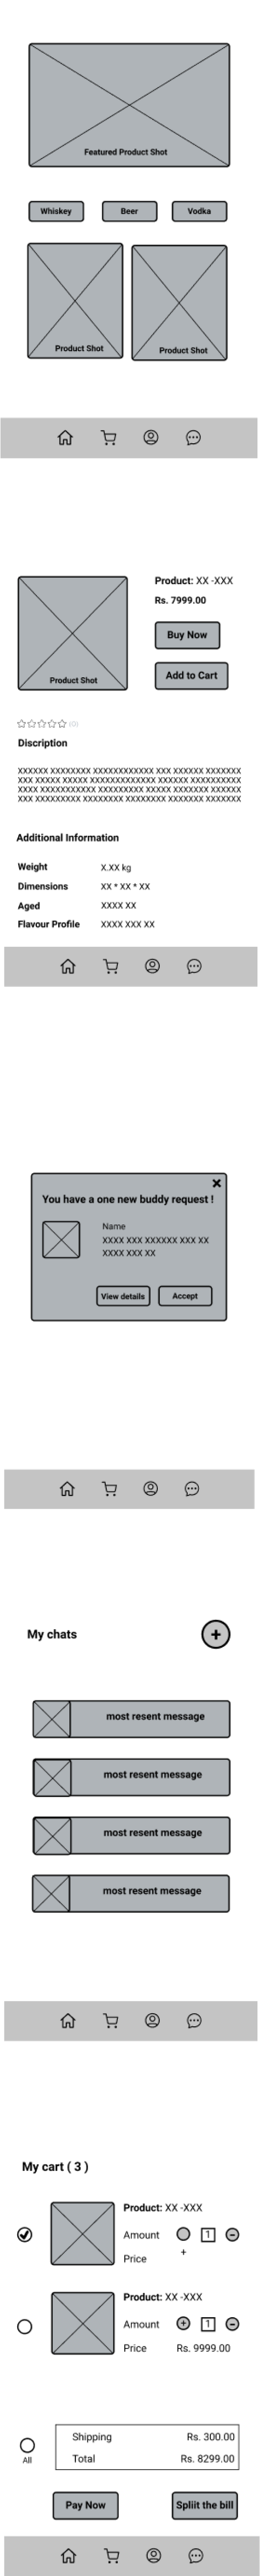 Featured Product Shot
Whiskey Beer Vodka
Product Shot Product Shot
Product: XX -XXX
Rs. 7999.00
Buy Now
Add to Cart
Product Shot
(0)
Discription
XXXXXX XXXXXXXX XXXXXXXXXXXX XXX XXXXXX XXXXXXX
XXX XXXXX XXXXX XXXXXXXXXXXXX XXXXXX XXXXXXXXX
XXXX XXXXXXXXXX XXXXXXXXX XXXXX XXXXXX XXXXXX
XXX XXXXXXXXX XXXXXXXX XXXXXXXX XXXXXXX XXXXXXX
Additional Information
Weight X.XX kg
Dimensions XX * XX * XX
Aged XXXX XX
Flavour Profile XXXX XXX XX
You have a one new buddy request !
Name
XXXX XXX XXXXXX XXX XX
XXXX XXX XX
View details Accept
My chats +
most resent message
most resent message
most resent message
most resent message
My cart ( 3 )
Product: XX -XXX
Amount 1 −
Price +
Product: XX -XXX
Amount + 1 −
Price Rs. 9999.00
Shipping Rs. 300.00
Total Rs. 8299.00
All
Pay Now Spliit the bill